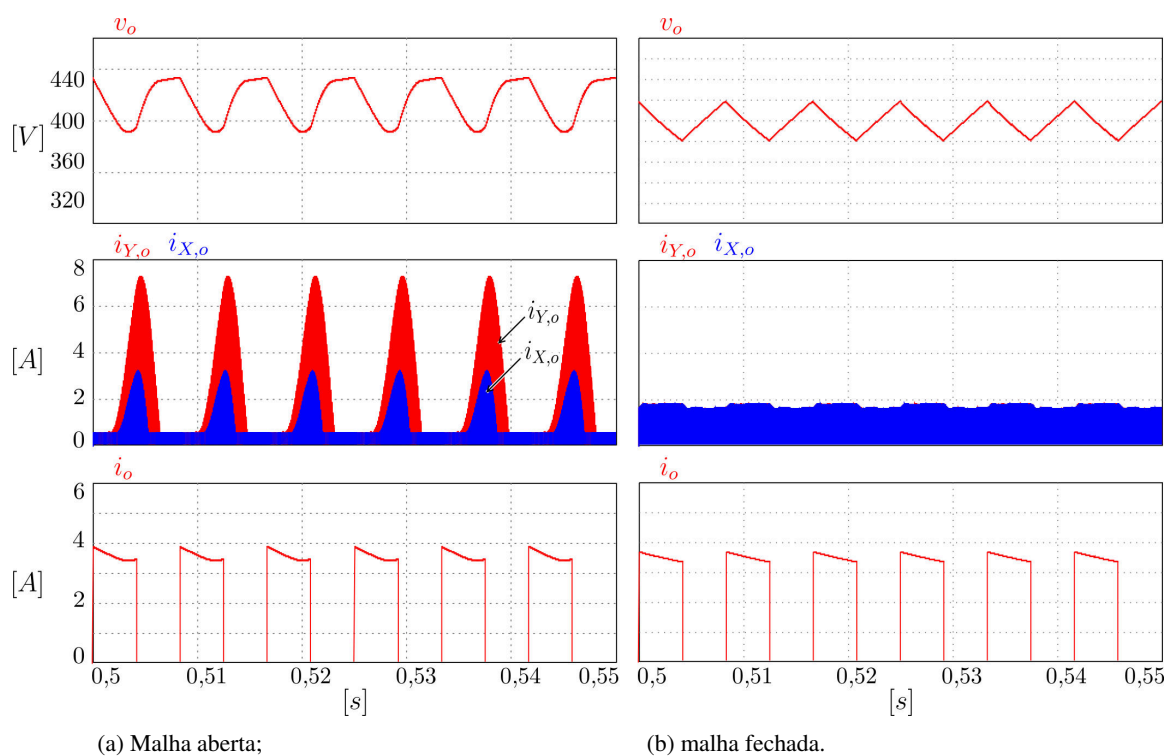 v_o
v_o
[V]
440
400
360
320
i_{Y,o} i_{X,o}
i_{Y,o} i_{X,o}
[A]
8
6
4
2
0
i_{Y,o}
i_{X,o}
i_o
i_o
[A]
6
4
2
0
0,5 0,51 0,52 0,53 0,54 0,55
0,5 0,51 0,52 0,53 0,54 0,55
[s]
[s]
(a) Malha aberta;
(b) malha fechada.